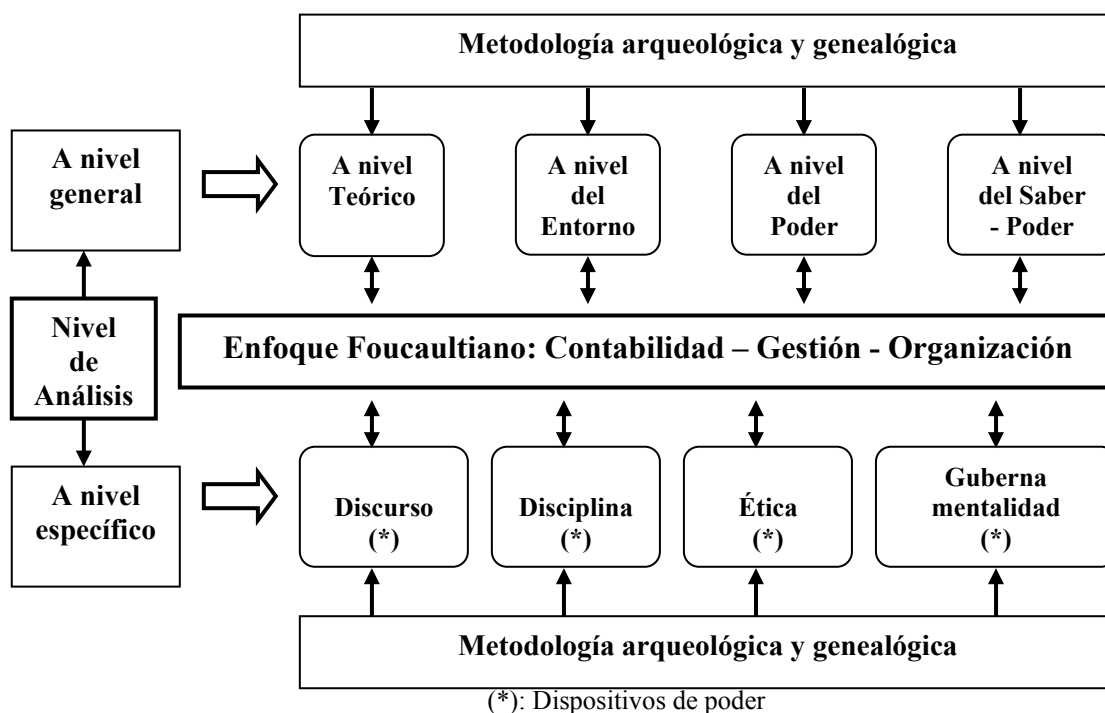 Metodología arqueológica y genealógica
A nivel
general
A nivel
Teórico
A nivel
del
Entorno
A nivel
del
Poder
A nivel
del Saber
- Poder
Nivel
de
Análisis
Enfoque Foucaultiano: Contabilidad – Gestión - Organización
A nivel
específico
Discurso
(*)
Disciplina
(*)
Ética
(*)
Guberna
mentalidad
(*)
Metodología arqueológica y genealógica
(*): Dispositivos de poder